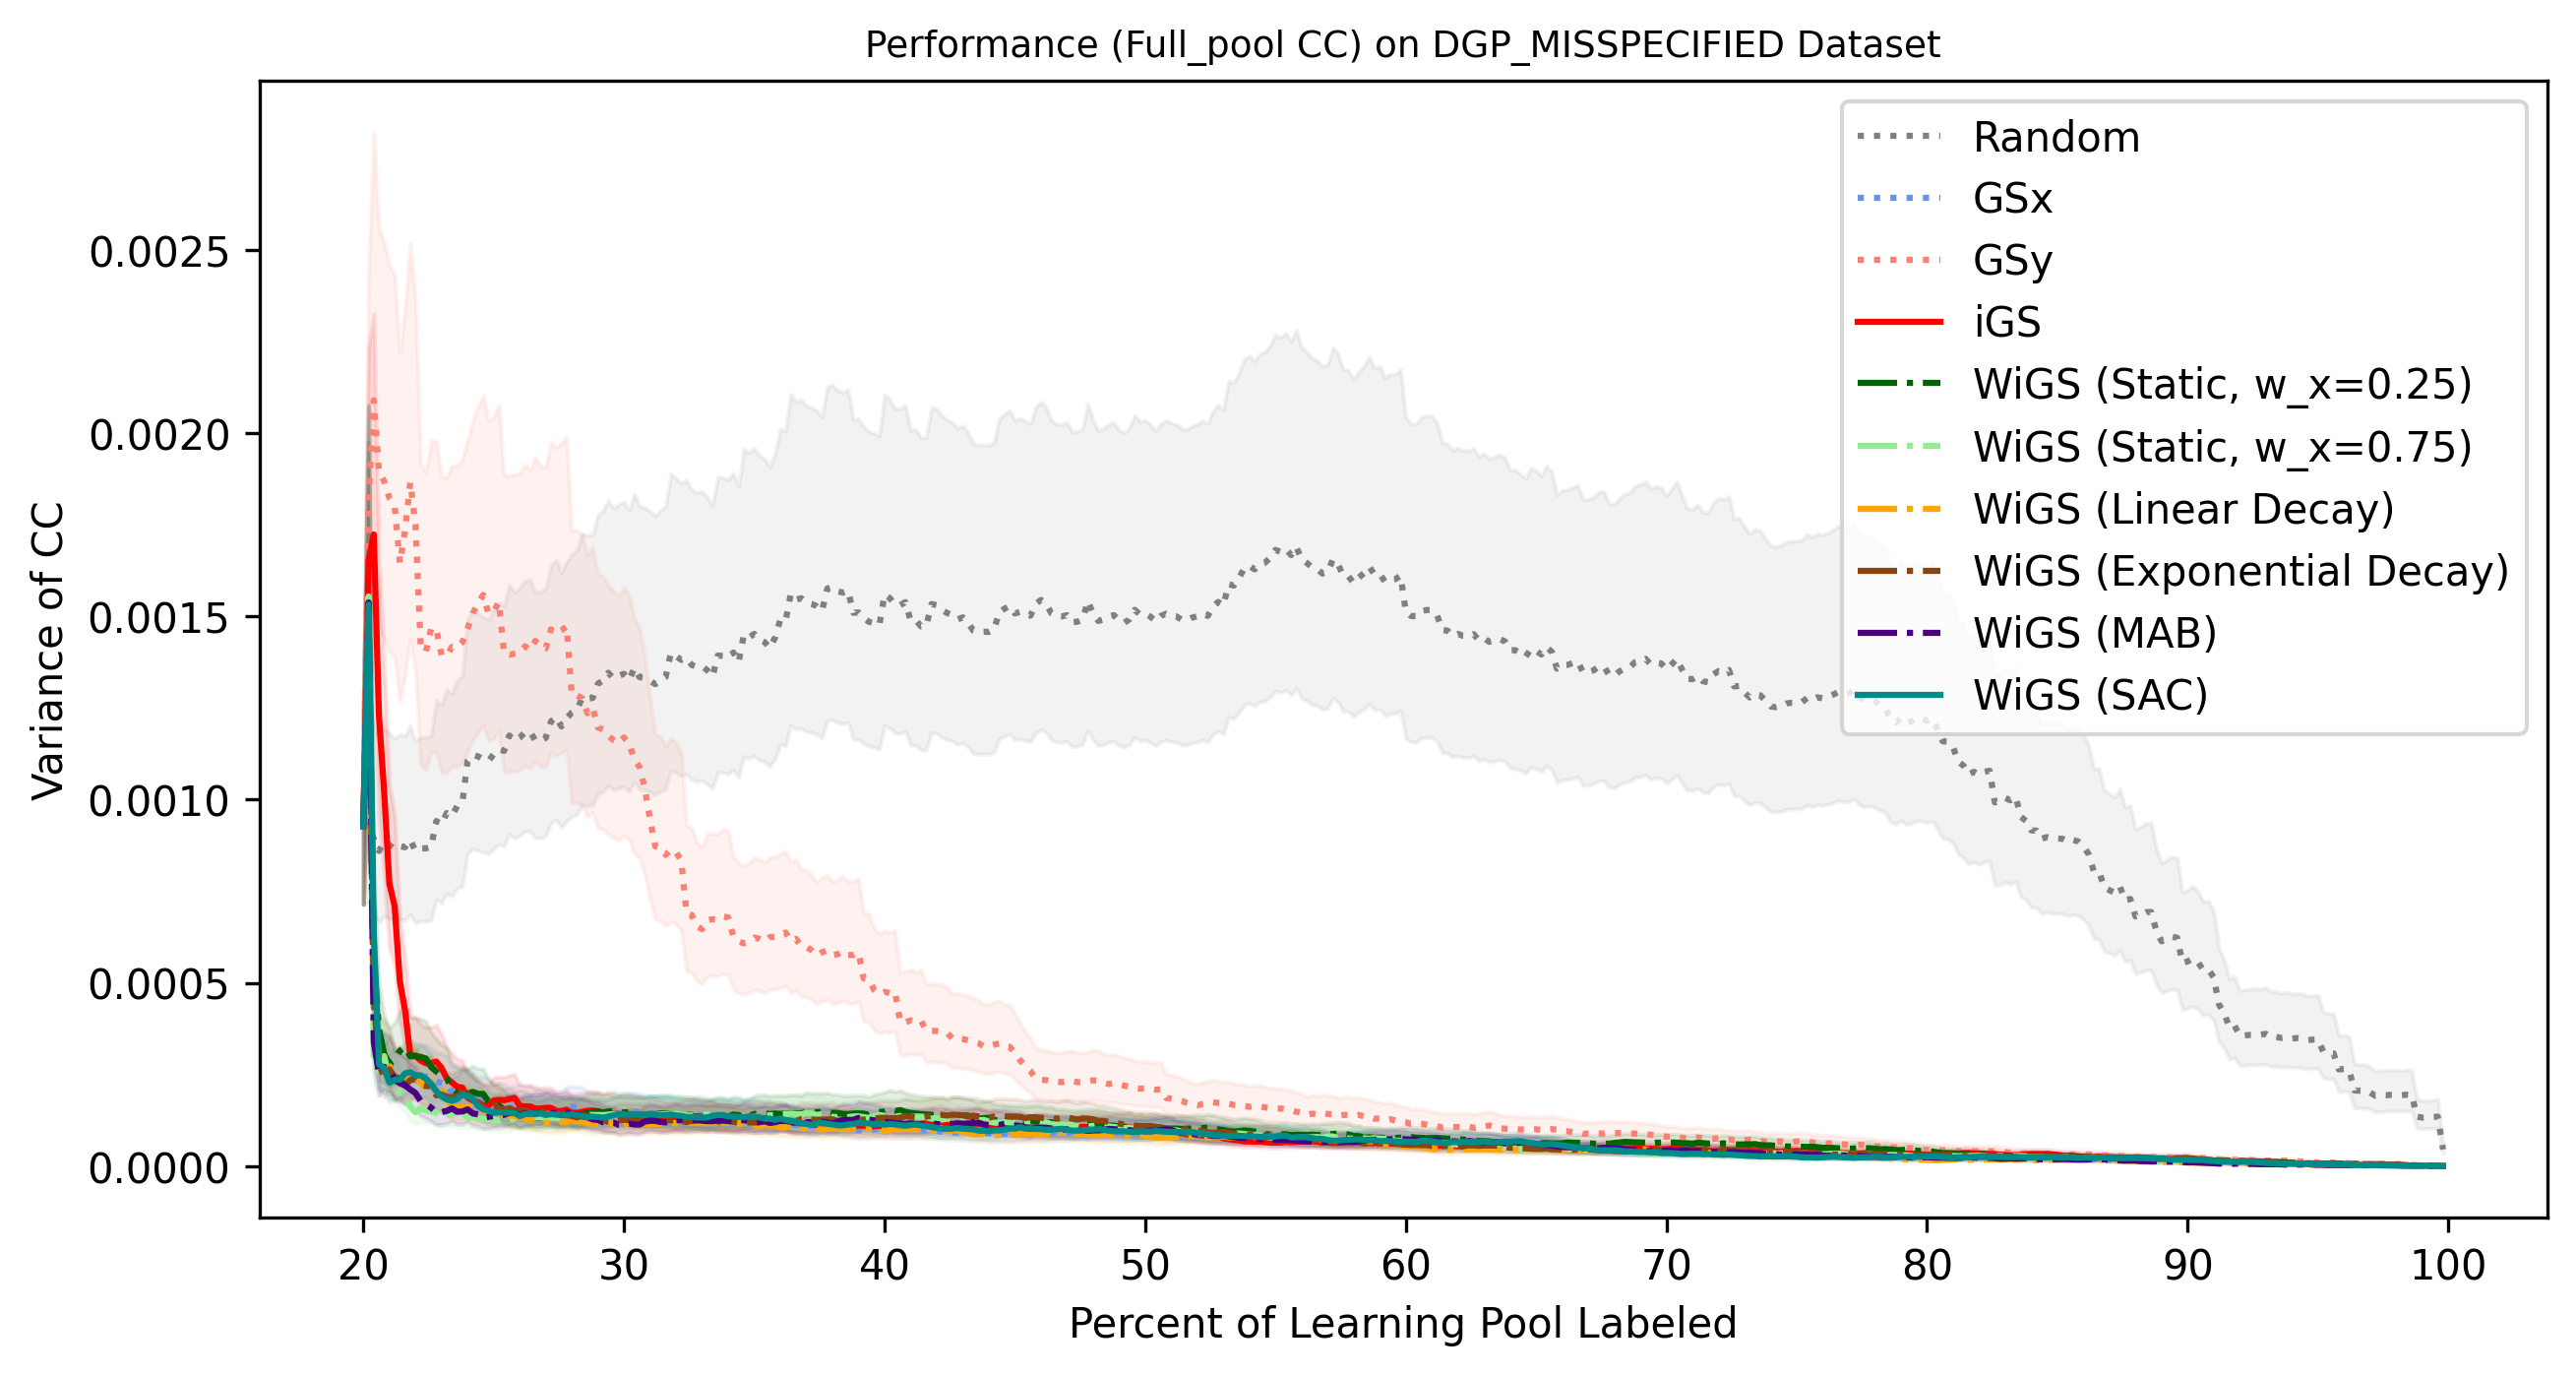 Performance (Full_pool CC) on DGP_MISSPECIFIED Dataset
Variance of CC
0.0025
0.0020
0.0015
0.0010
0.0005
0.0000
Random
GSx
GSy
iGS
WiGS (Static, w_x=0.25)
WiGS (Static, w_x=0.75)
WiGS (Linear Decay)
WiGS (Exponential Decay)
WiGS (MAB)
WiGS (SAC)
20 30 40 50 60 70 80 90 100
Percent of Learning Pool Labeled